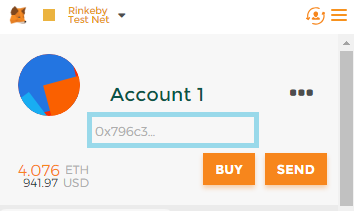 Rinkeby
Test Net
Account 1
0x796c3...
4.076 ETH
941.97 USD
BUY
SEND